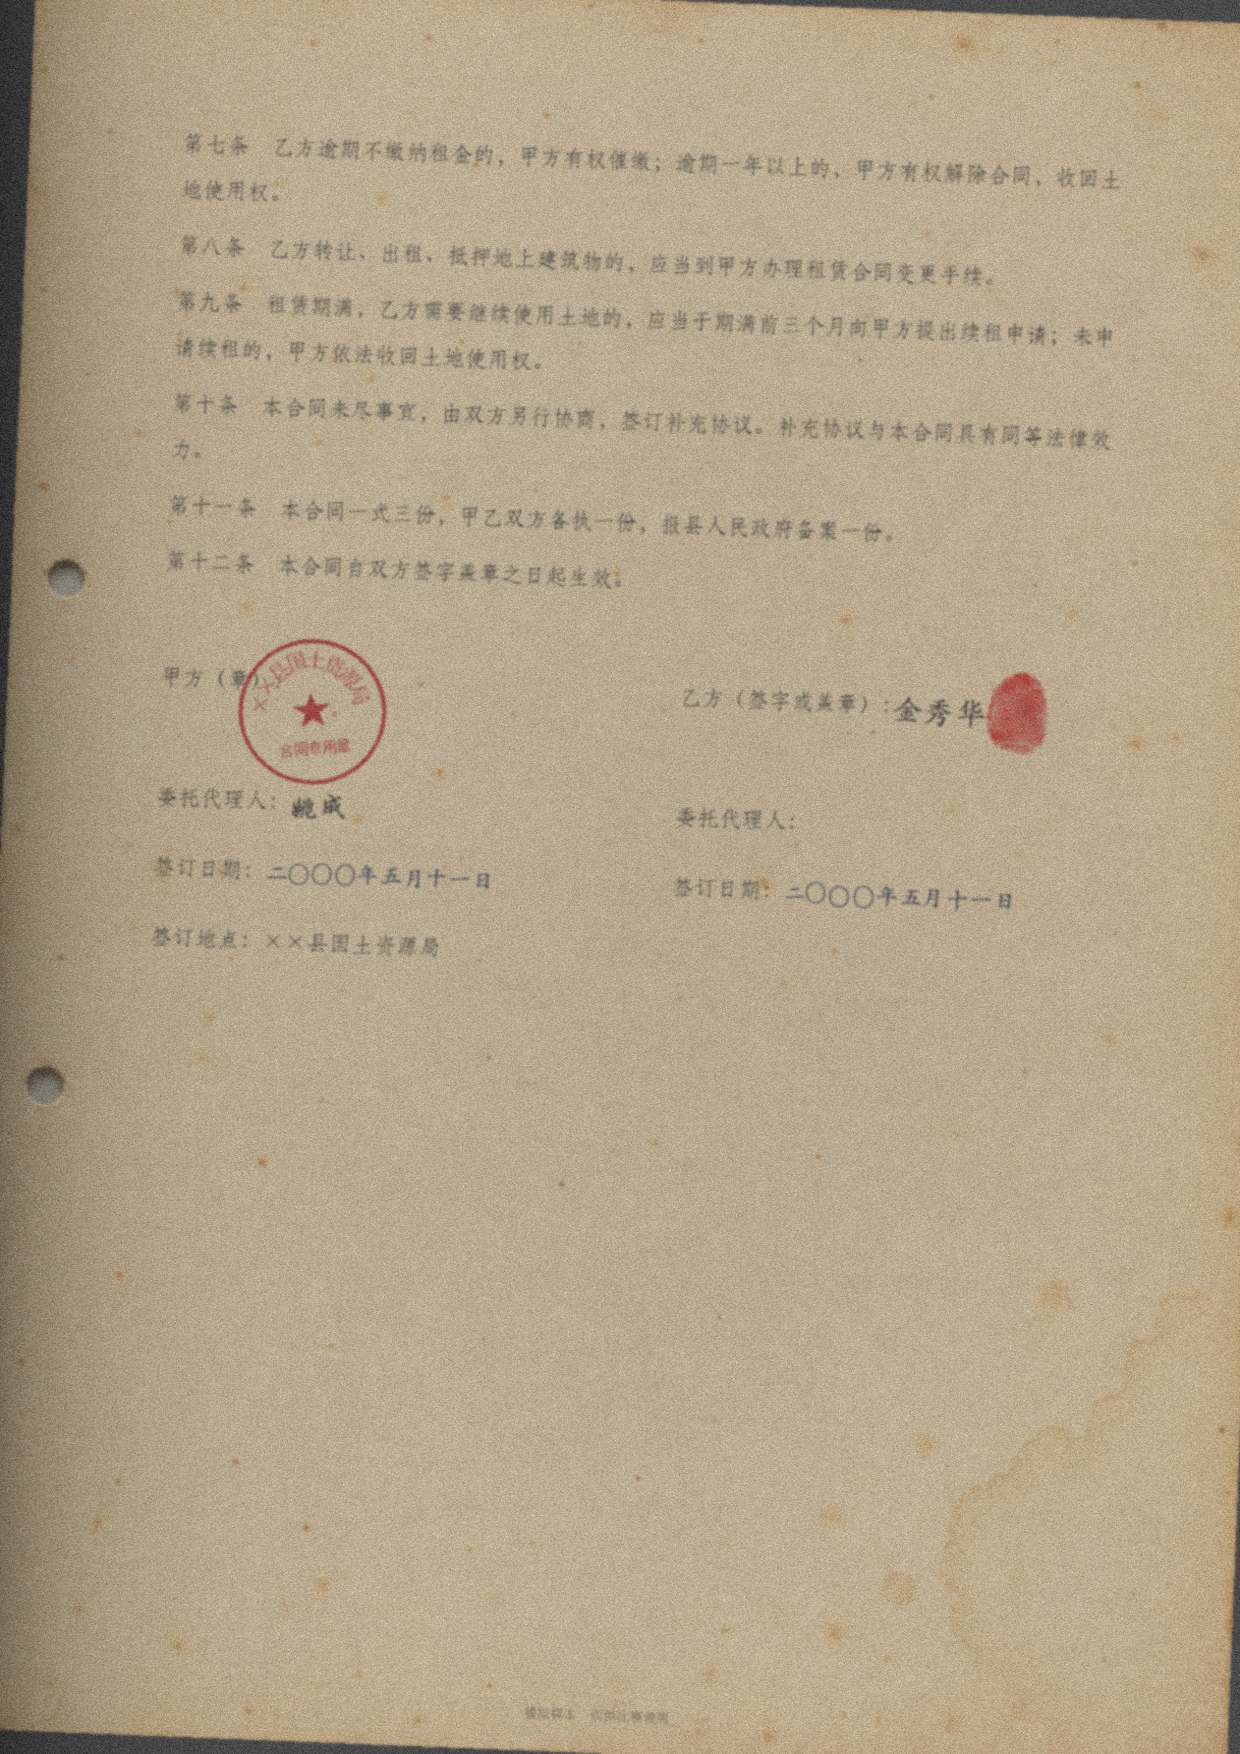 第七条　乙方逾期不缴纳租金的，甲方有权催缴；逾期一年以上的，甲方有权解除合同，收回土
地使用权。
第八条　乙方转让、出租、抵押地上建筑物的，应当到甲方办理租赁合同变更手续。
第九条　租赁期满，乙方需要继续使用土地的，应当于期满前三个月向甲方提出续租申请；未申
请续租的，甲方依法收回土地使用权。
第十条　本合同未尽事宜，由双方另行协商，签订补充协议。补充协议与本合同具有同等法律效
力。
第十一条　本合同一式三份，甲乙双方各执一份，报县人民政府备案一份。
第十二条　本合同自双方签字盖章之日起生效。
甲方（章）
××县国土资源局
合同专用章
乙方（签字或盖章）：金秀华
委托代理人：姚成
委托代理人：
签订日期：二〇〇〇年五月十一日
签订日期：二〇〇〇年五月十一日
签订地点：××县国土资源局